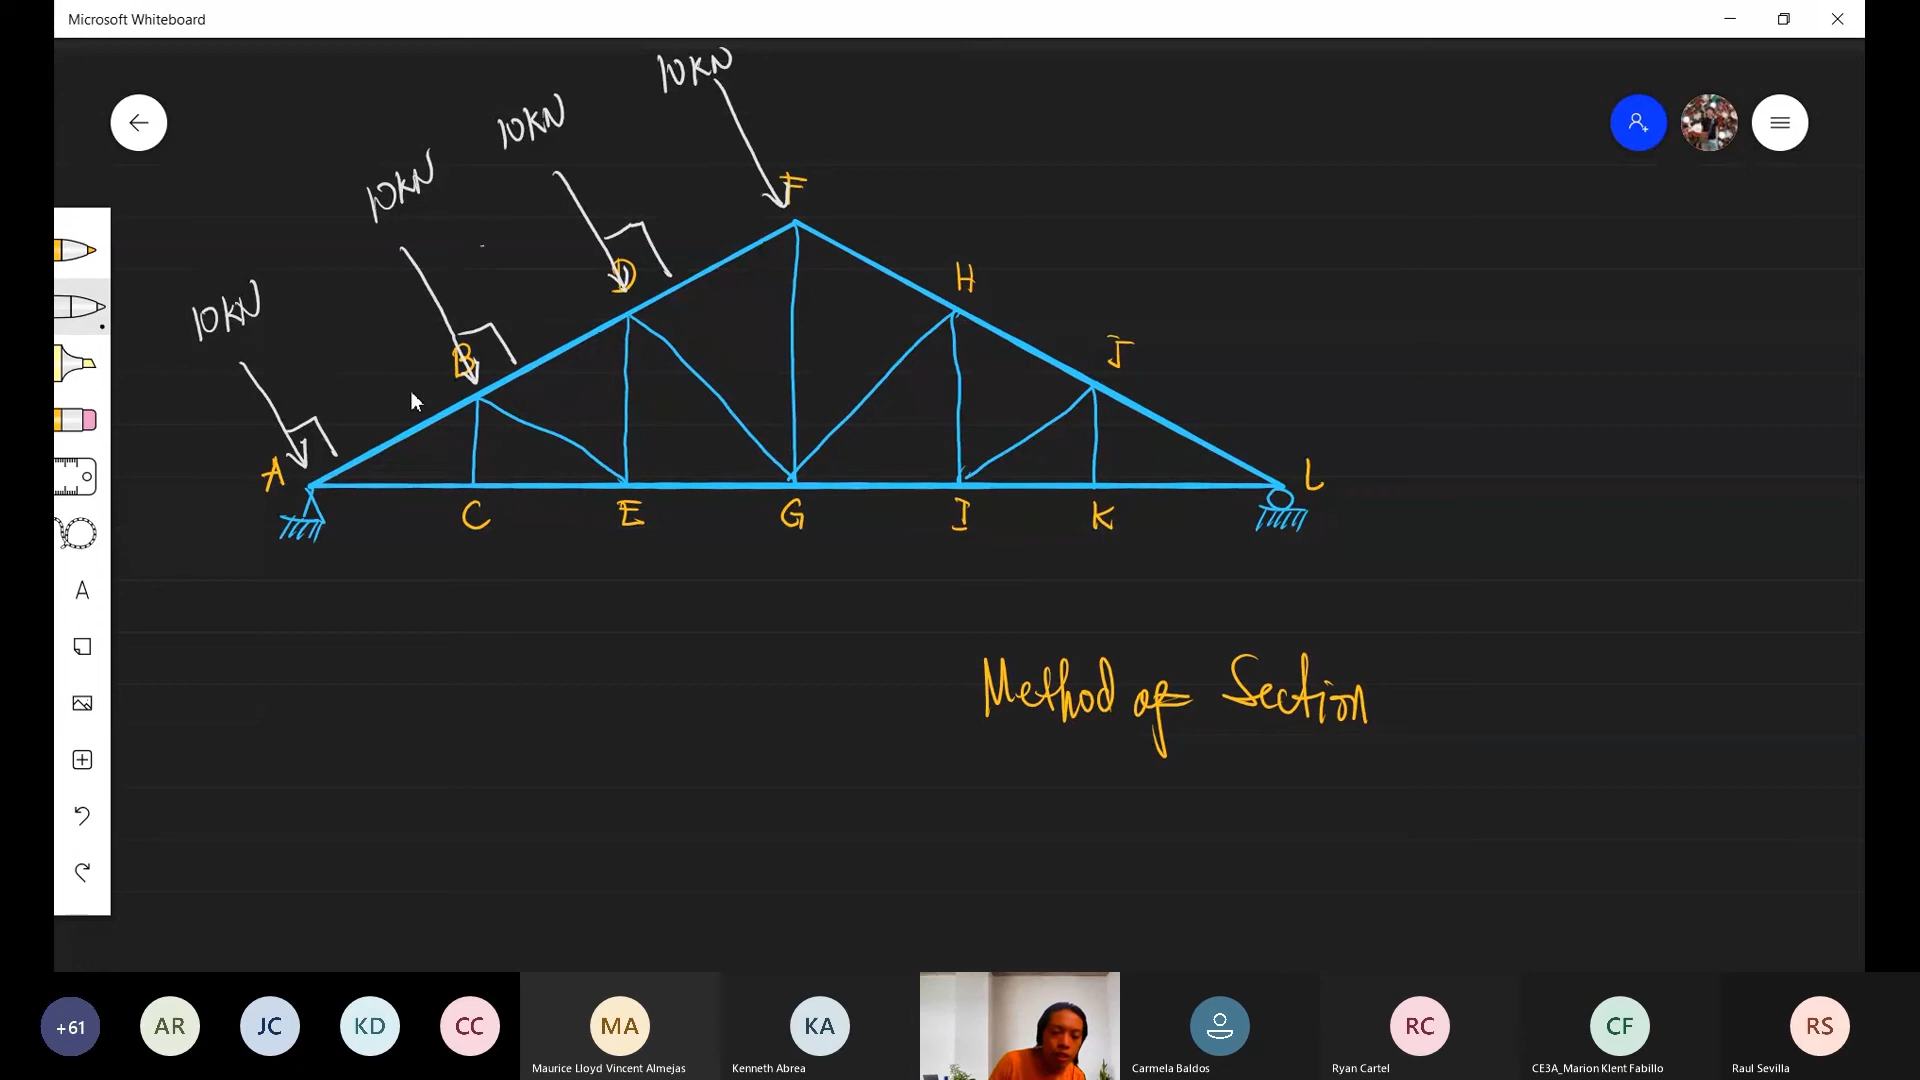 Microsoft Whiteboard
10KN
10KN
10KN
10KN
F
D
H
B
J
A
L
C E G I K
Method of Section
A
+61
AR
JC
KD
CC
MA
KA
RC
CF
RS
Maurice Lloyd Vincent Almejas
Kenneth Abrea
Carmela Baldos
Ryan Cartel
CE3A_Marion Klent Fabillo
Raul Sevilla